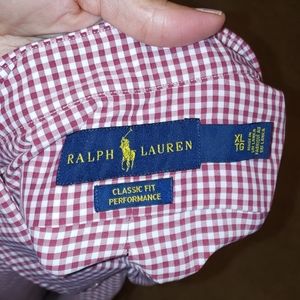 RALPH LAUREN
CLASSIC FIT
PERFORMANCE
XL